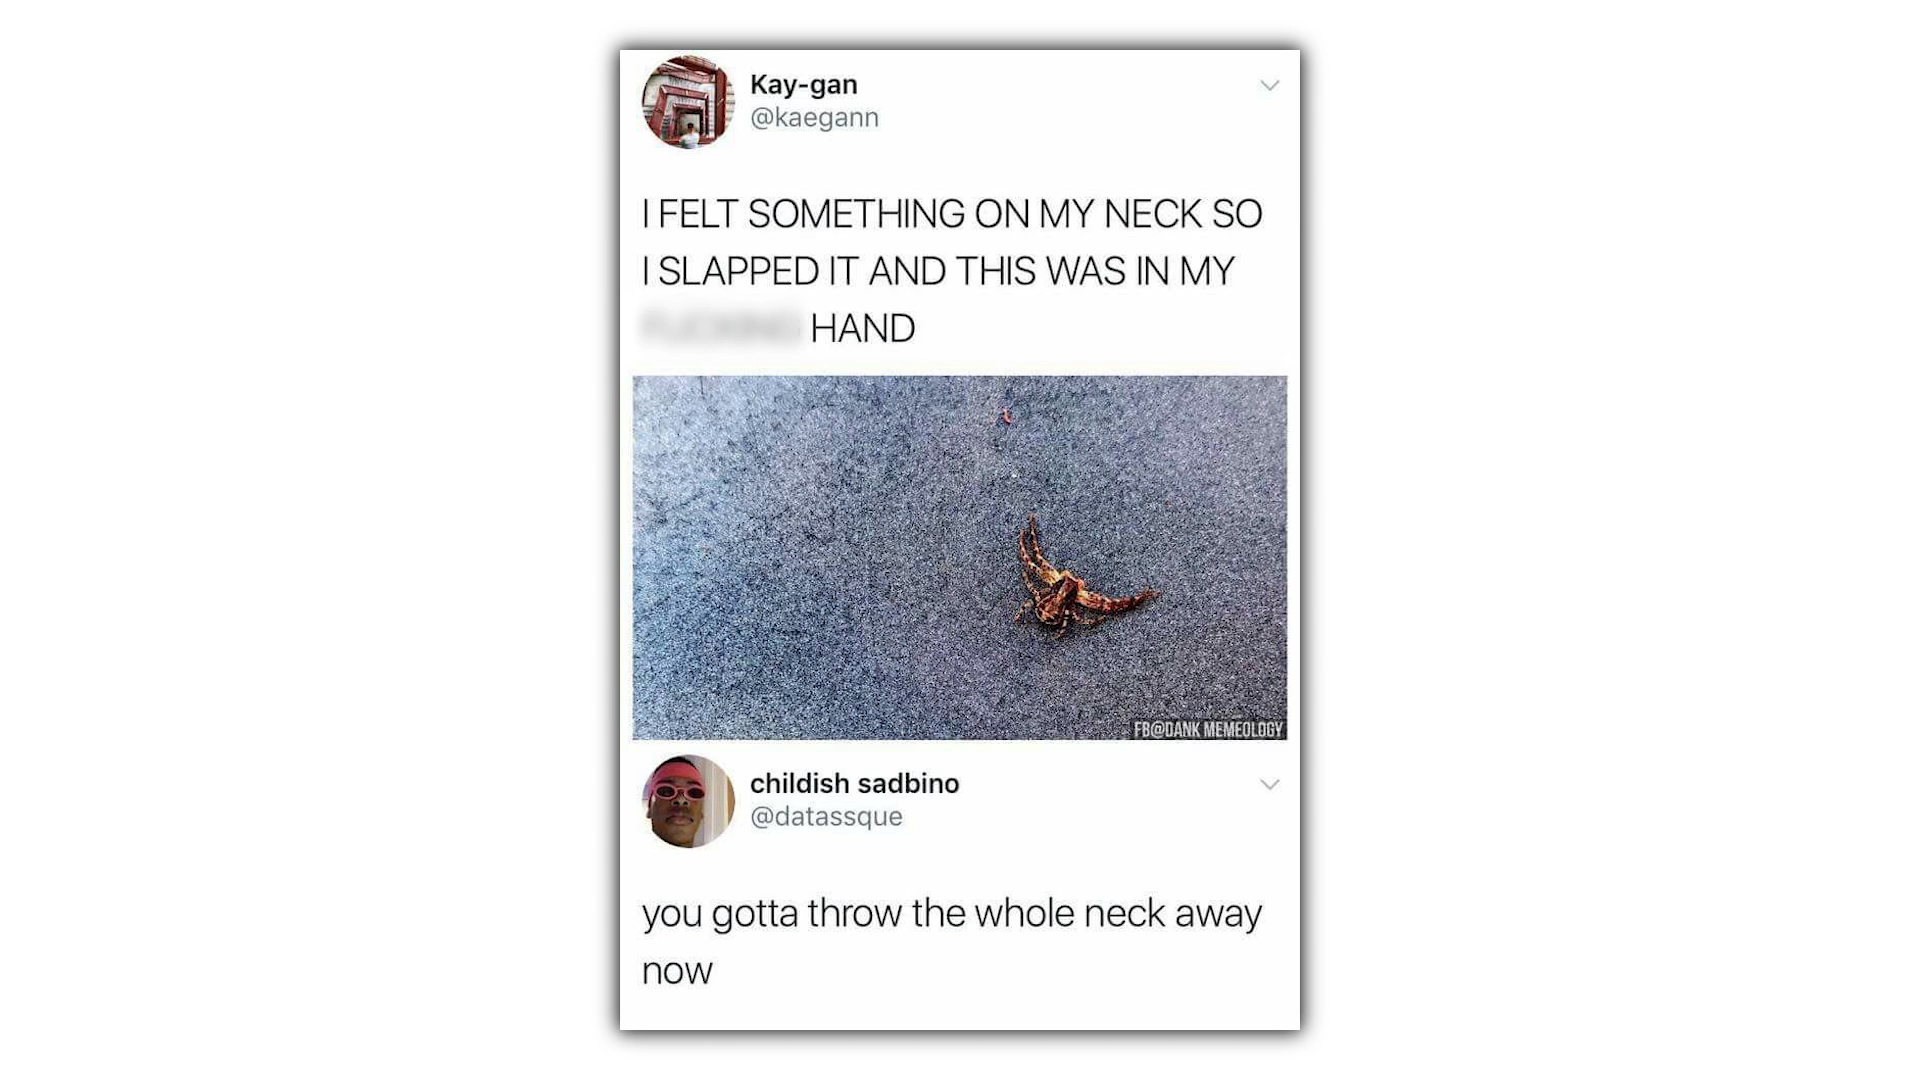 Kay-gan
@kaegann
I FELT SOMETHING ON MY NECK SO
I SLAPPED IT AND THIS WAS IN MY
HAND
FB@DANK MEMEOLOGY
childish sadbino
@datassque
you gotta throw the whole neck away
now